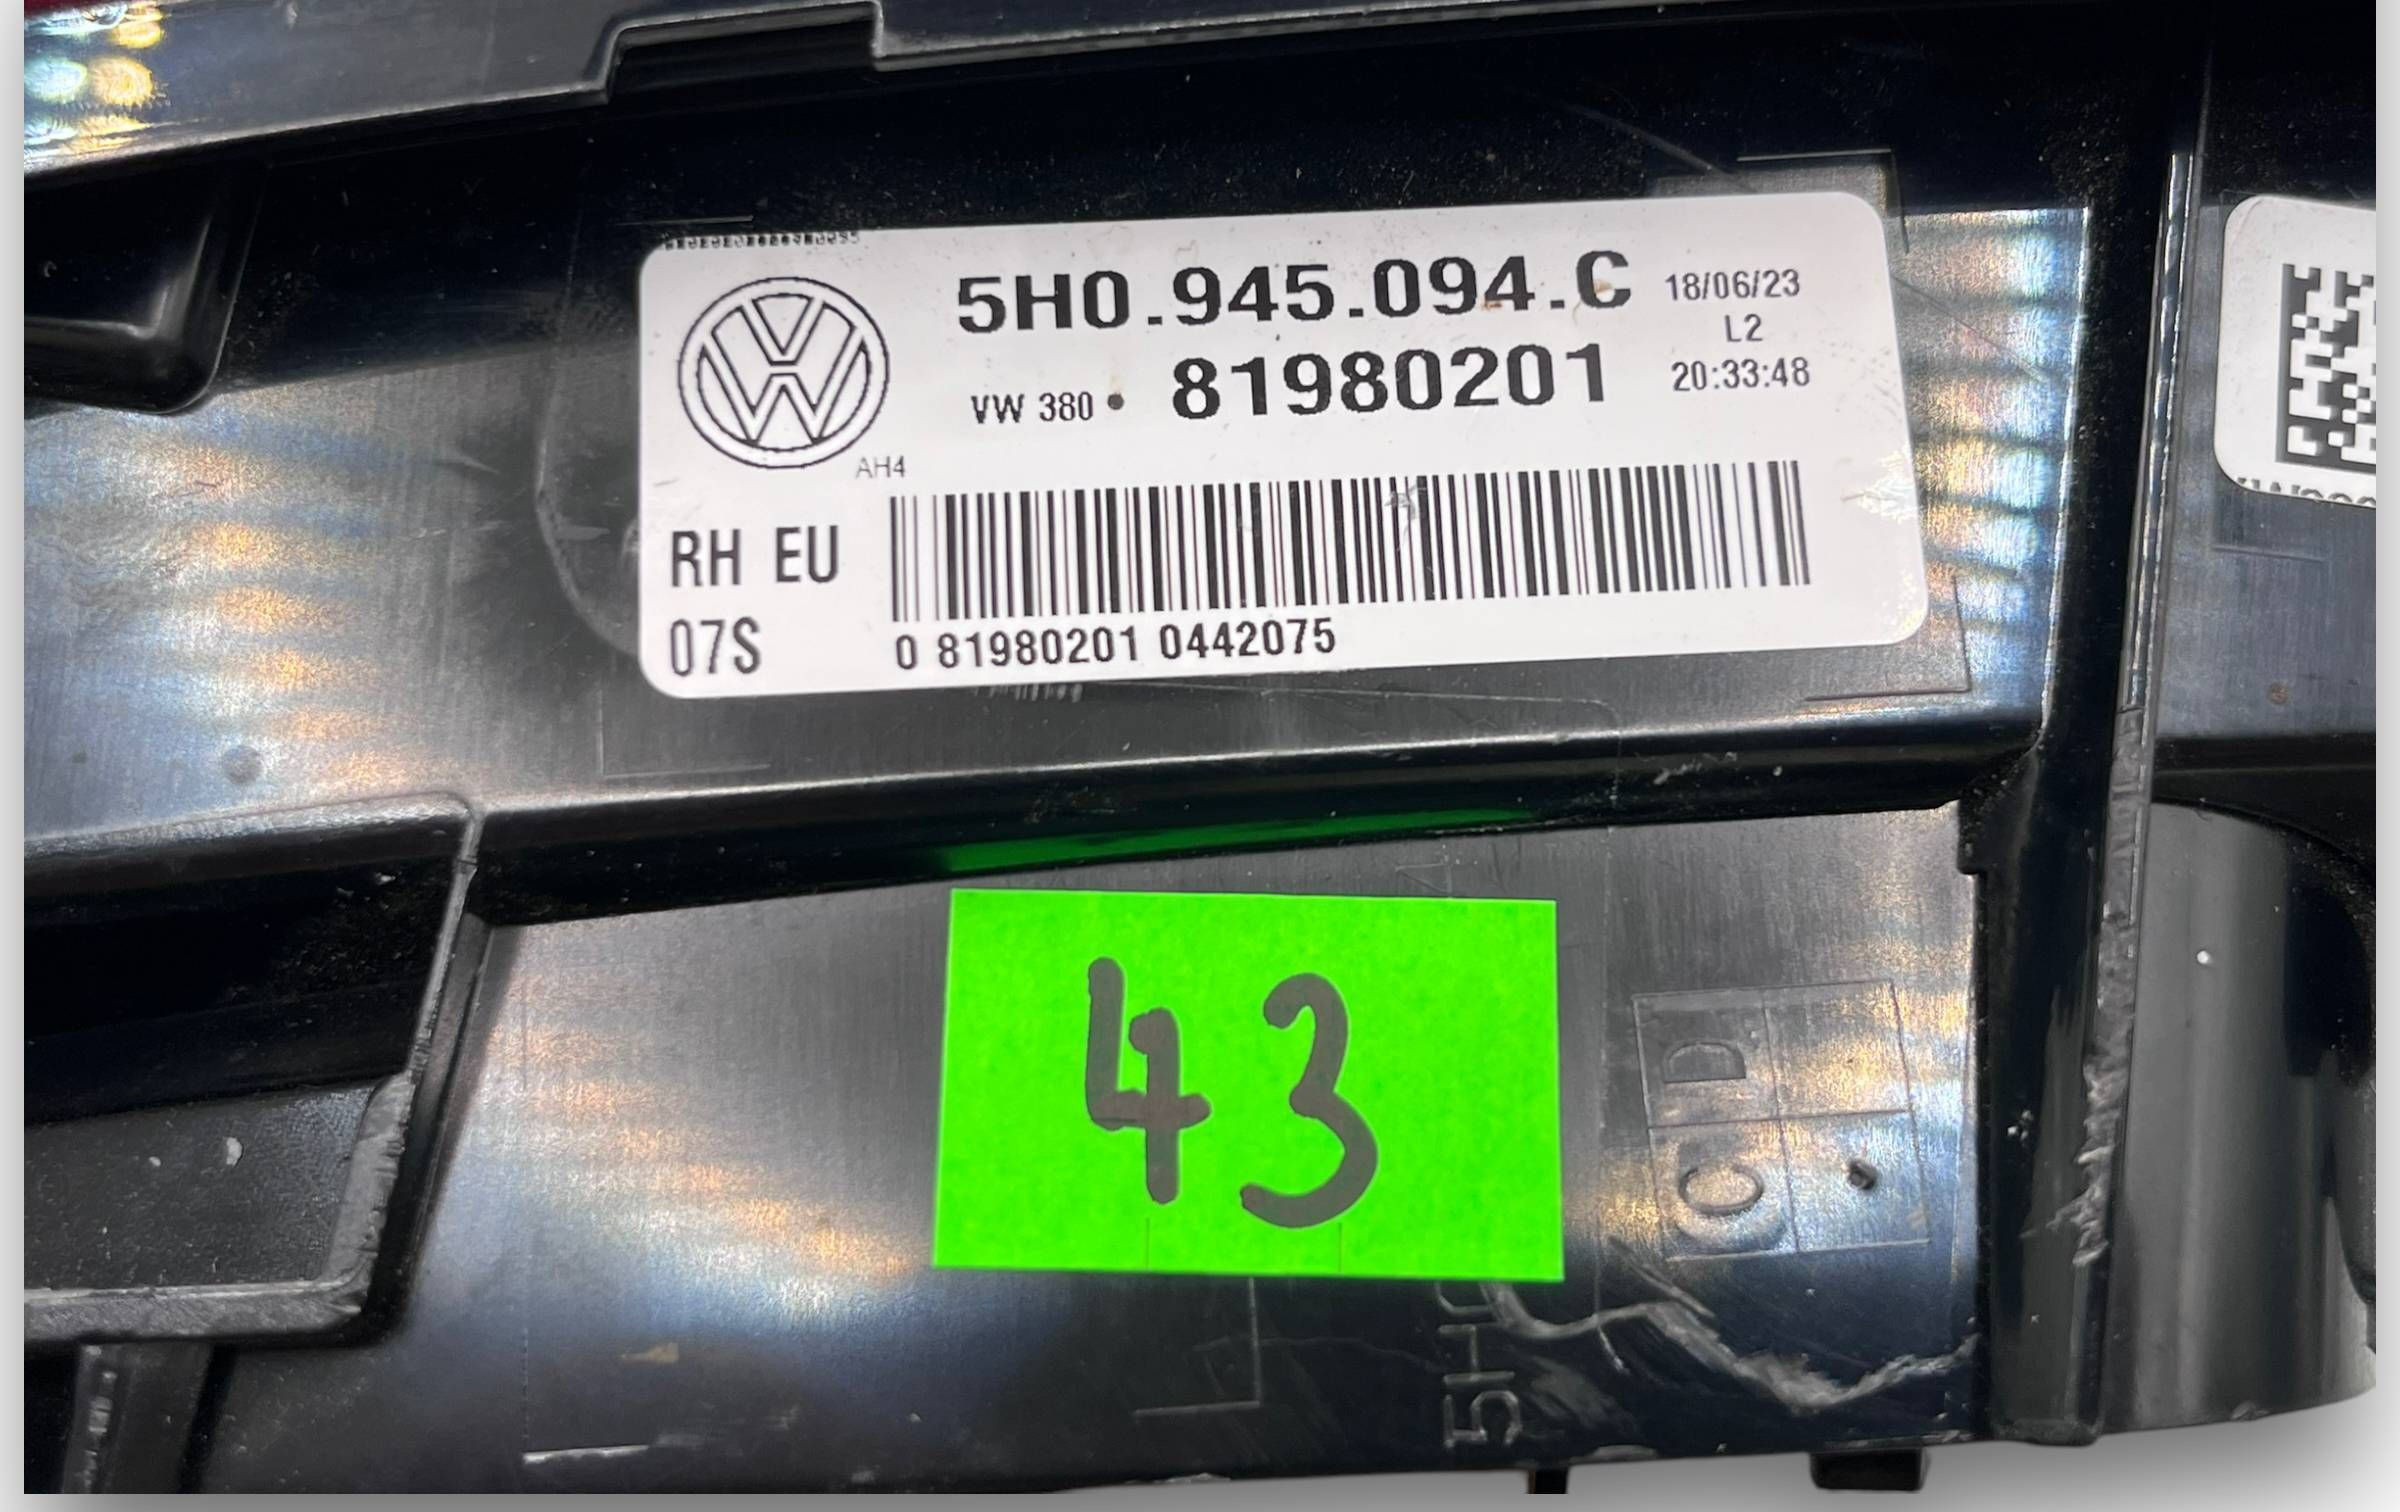 5H0.945.094.C
18/06/23
L2
VW 380 • 81980201
20:33:48
AH4
RH EU
07S
0 81980201 0442075
43
D
C